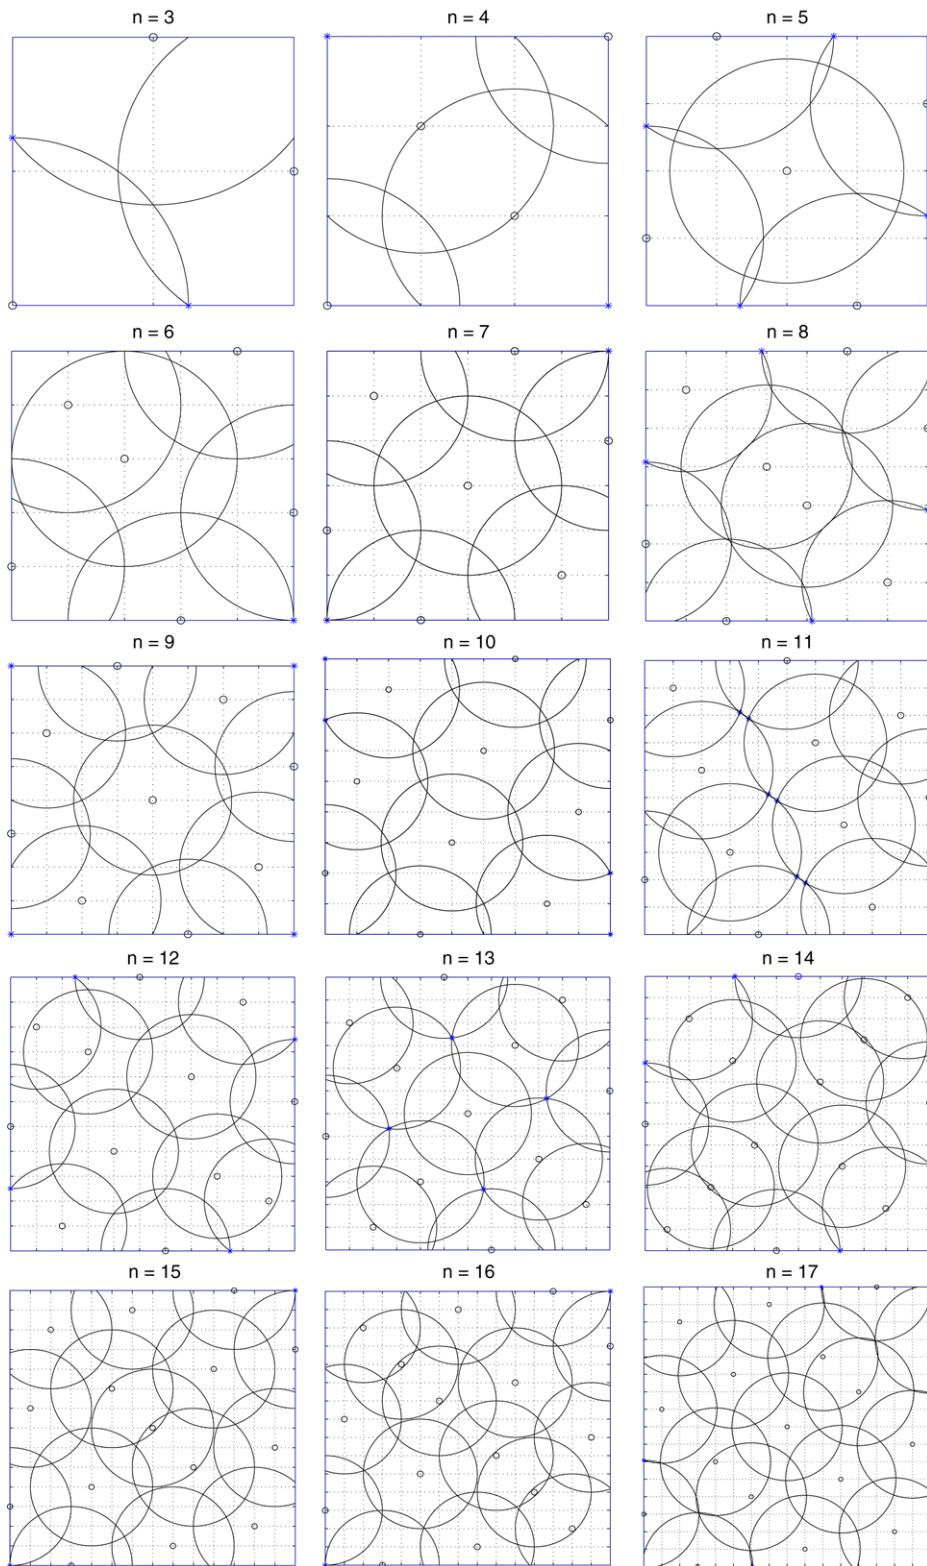 n = 3 n = 4 n = 5
n = 6 n = 7 n = 8
n = 9 n = 10 n = 11
n = 12 n = 13 n = 14
n = 15 n = 16 n = 17